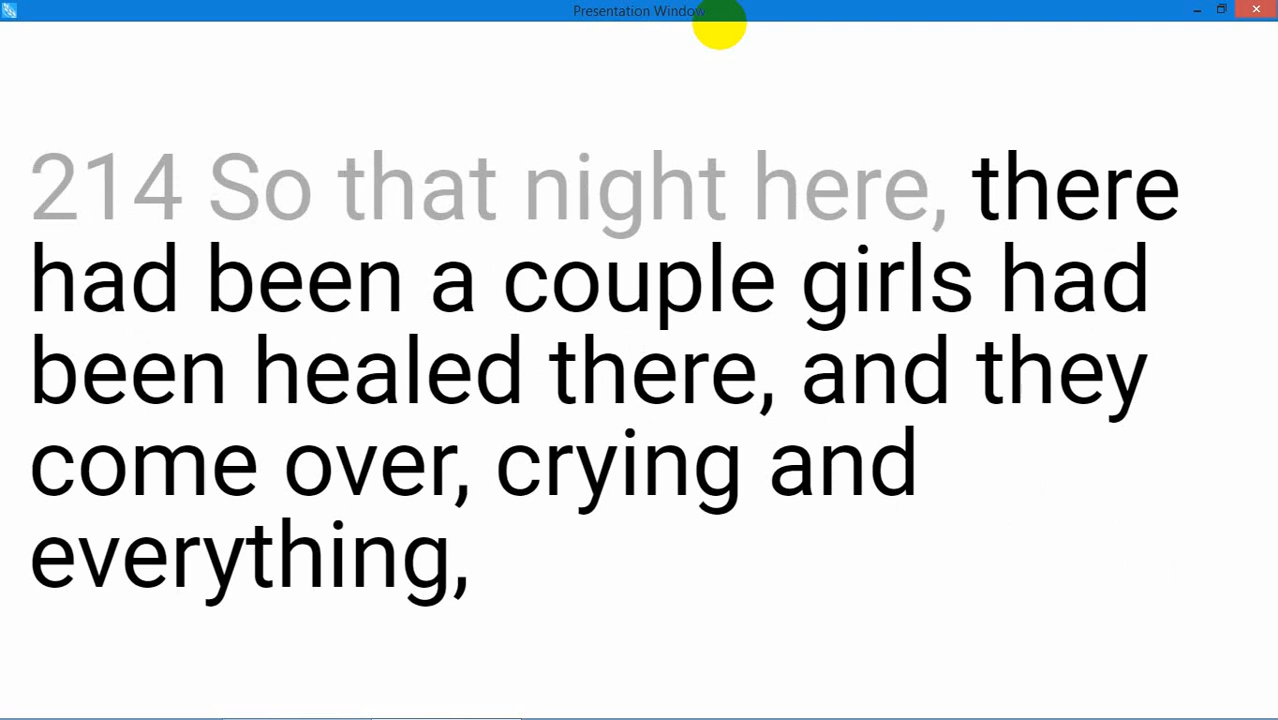 Presentation Window
214 So that night here, there
had been a couple girls had
been healed there, and they
come over, crying and
everything,